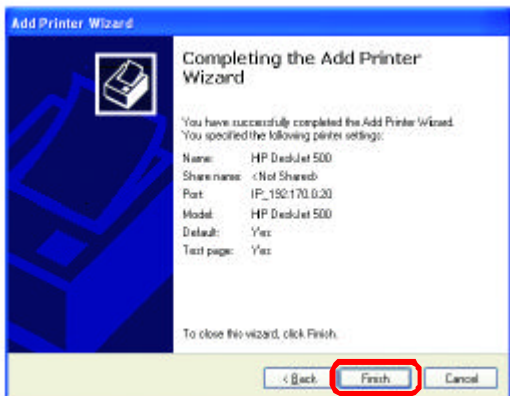 Add Printer Wizard
Completing the Add Printer
Wizard
You have successfully completed the Add Printer Wizard.
You specified the following printer settings:
Name: HP DeskJet 500
Share name: <Not Shared>
Port: IP_192.170.0.20
Model: HP DeskJet 500
Default: Yes
Test page: Yes
To close this wizard, click Finish.
< Back Finish Cancel